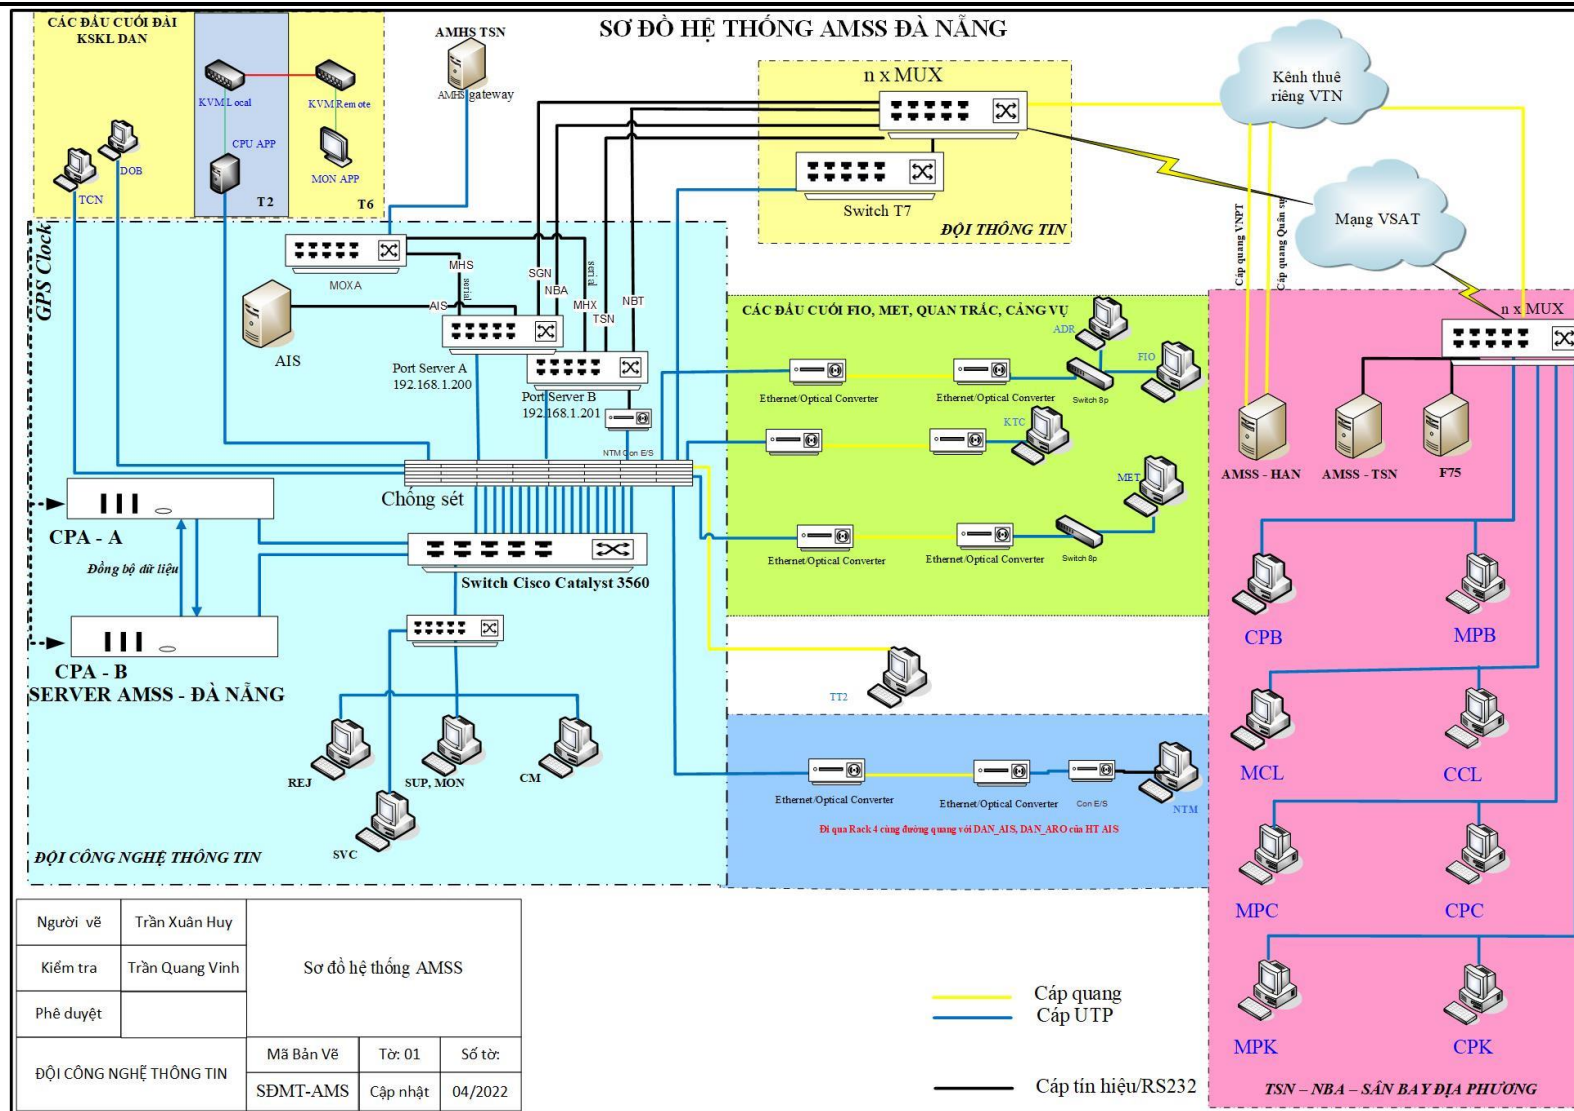 SƠ ĐỒ HỆ THỐNG AMSS ĐÀ NẴNG
CÁC ĐẦU CUỐI ĐÀI
KSKL DAN
KVM Local
KVM Remote
CPU APP
MON APP
DOB
TCN
T2
T6
AMHS TSN
AMHS gateway
n x MUX
Switch T7
ĐỘI THÔNG TIN
Kênh thuê
riêng VTN
Mạng VSAT
Cáp quang VNPT
Cáp quang Quân sự
GPS Clock
MOXA
AIS
MHS
serial
AIS
SGN
NBA
MHX
serial
TSN
NBT
Port Server A
192.168.1.200
Port Server B
192.168.1.201
NTM Con E/S
Chống sét
CPA - A
Đồng bộ dữ liệu
CPA - B
SERVER AMSS - ĐÀ NẴNG
Switch Cisco Catalyst 3560
REJ
SUP, MON
CM
SVC
ĐỘI CÔNG NGHỆ THÔNG TIN
CÁC ĐẦU CUỐI FIO, MET, QUAN TRẮC, CẢNG VỤ
ADR
FIO
Ethernet/Optical Converter
Ethernet/Optical Converter
Switch 8p
KTC
MET
Ethernet/Optical Converter
Ethernet/Optical Converter
Switch 8p
TT2
Ethernet/Optical Converter
Ethernet/Optical Converter
Con E/S
NTM
Đi qua Rack 4 cùng đường quang với DAN_AIS, DAN_ARO của HT AIS
n x MUX
AMSS - HAN
AMSS - TSN
F75
CPB
MPB
MCL
CCL
MPC
CPC
MPK
CPK
TSN – NBA – SÂN BAY ĐỊA PHƯƠNG
Cáp quang
Cáp UTP
Cáp tín hiệu/RS232
Người vẽ
Trần Xuân Huy
Kiểm tra
Trần Quang Vinh
Phê duyệt
Sơ đồ hệ thống AMSS
ĐỘI CÔNG NGHỆ THÔNG TIN
Mã Bản Vẽ
Tờ: 01
Số tờ:
SĐMT-AMS
Cập nhật
04/2022